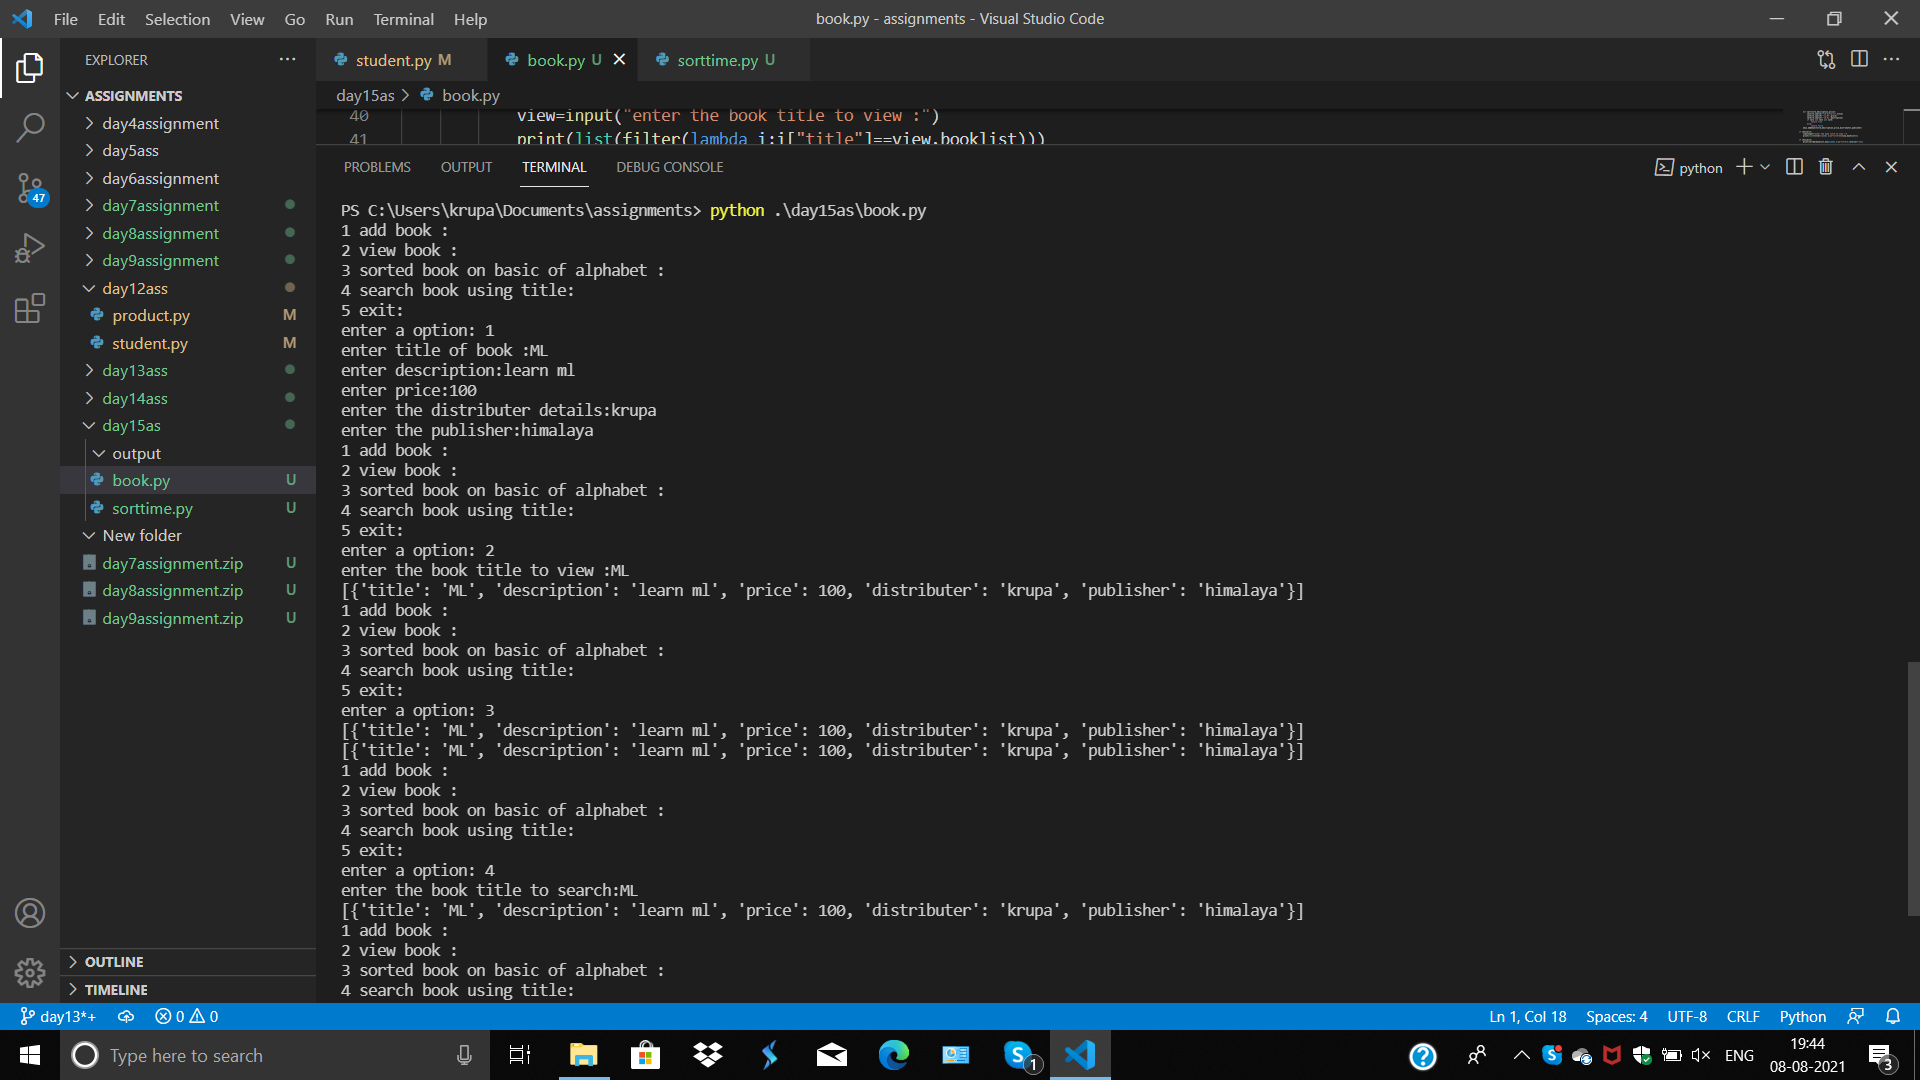 File Edit Selection View Go Run Terminal Help
book.py - assignments - Visual Studio Code
EXPLORER
student.py M
book.py U
sorttime.py U
ASSIGNMENTS
day4assignment
day5ass
day6assignment
day7assignment
day8assignment
day9assignment
day12ass
product.py M
student.py M
day13ass
day14ass
day15as
output
book.py U
sorttime.py U
New folder
day7assignment.zip U
day8assignment.zip U
day9assignment.zip U
OUTLINE
TIMELINE
47
day15as > book.py
40 view=input("enter the book title to view :")
41 print(list(filter(lambda i:i["title"]==view,booklist)))
PROBLEMS OUTPUT TERMINAL DEBUG CONSOLE
python
PS C:\Users\krupa\Documents\assignments> python .\day15as\book.py
1 add book :
2 view book :
3 sorted book on basic of alphabet :
4 search book using title:
5 exit:
enter a option: 1
enter title of book :ML
enter description:learn ml
enter price:100
enter the distributer details:krupa
enter the publisher:himalaya
1 add book :
2 view book :
3 sorted book on basic of alphabet :
4 search book using title:
5 exit:
enter a option: 2
enter the book title to view :ML
[{'title': 'ML', 'description': 'learn ml', 'price': 100, 'distributer': 'krupa', 'publisher': 'himalaya'}]
1 add book :
2 view book :
3 sorted book on basic of alphabet :
4 search book using title:
5 exit:
enter a option: 3
[{'title': 'ML', 'description': 'learn ml', 'price': 100, 'distributer': 'krupa', 'publisher': 'himalaya'}]
[{'title': 'ML', 'description': 'learn ml', 'price': 100, 'distributer': 'krupa', 'publisher': 'himalaya'}]
1 add book :
2 view book :
3 sorted book on basic of alphabet :
4 search book using title:
5 exit:
enter a option: 4
enter the book title to search:ML
[{'title': 'ML', 'description': 'learn ml', 'price': 100, 'distributer': 'krupa', 'publisher': 'himalaya'}]
1 add book :
2 view book :
3 sorted book on basic of alphabet :
4 search book using title:
day13*+ 0 0
Ln 1, Col 18 Spaces: 4 UTF-8 CRLF Python
Type here to search
1
ENG
19:44
08-08-2021
3